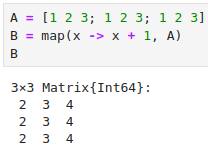 A = [1 2 3; 1 2 3; 1 2 3]
B = map(x -> x + 1, A)
B
3×3 Matrix{Int64}:
 2  3  4
 2  3  4
 2  3  4